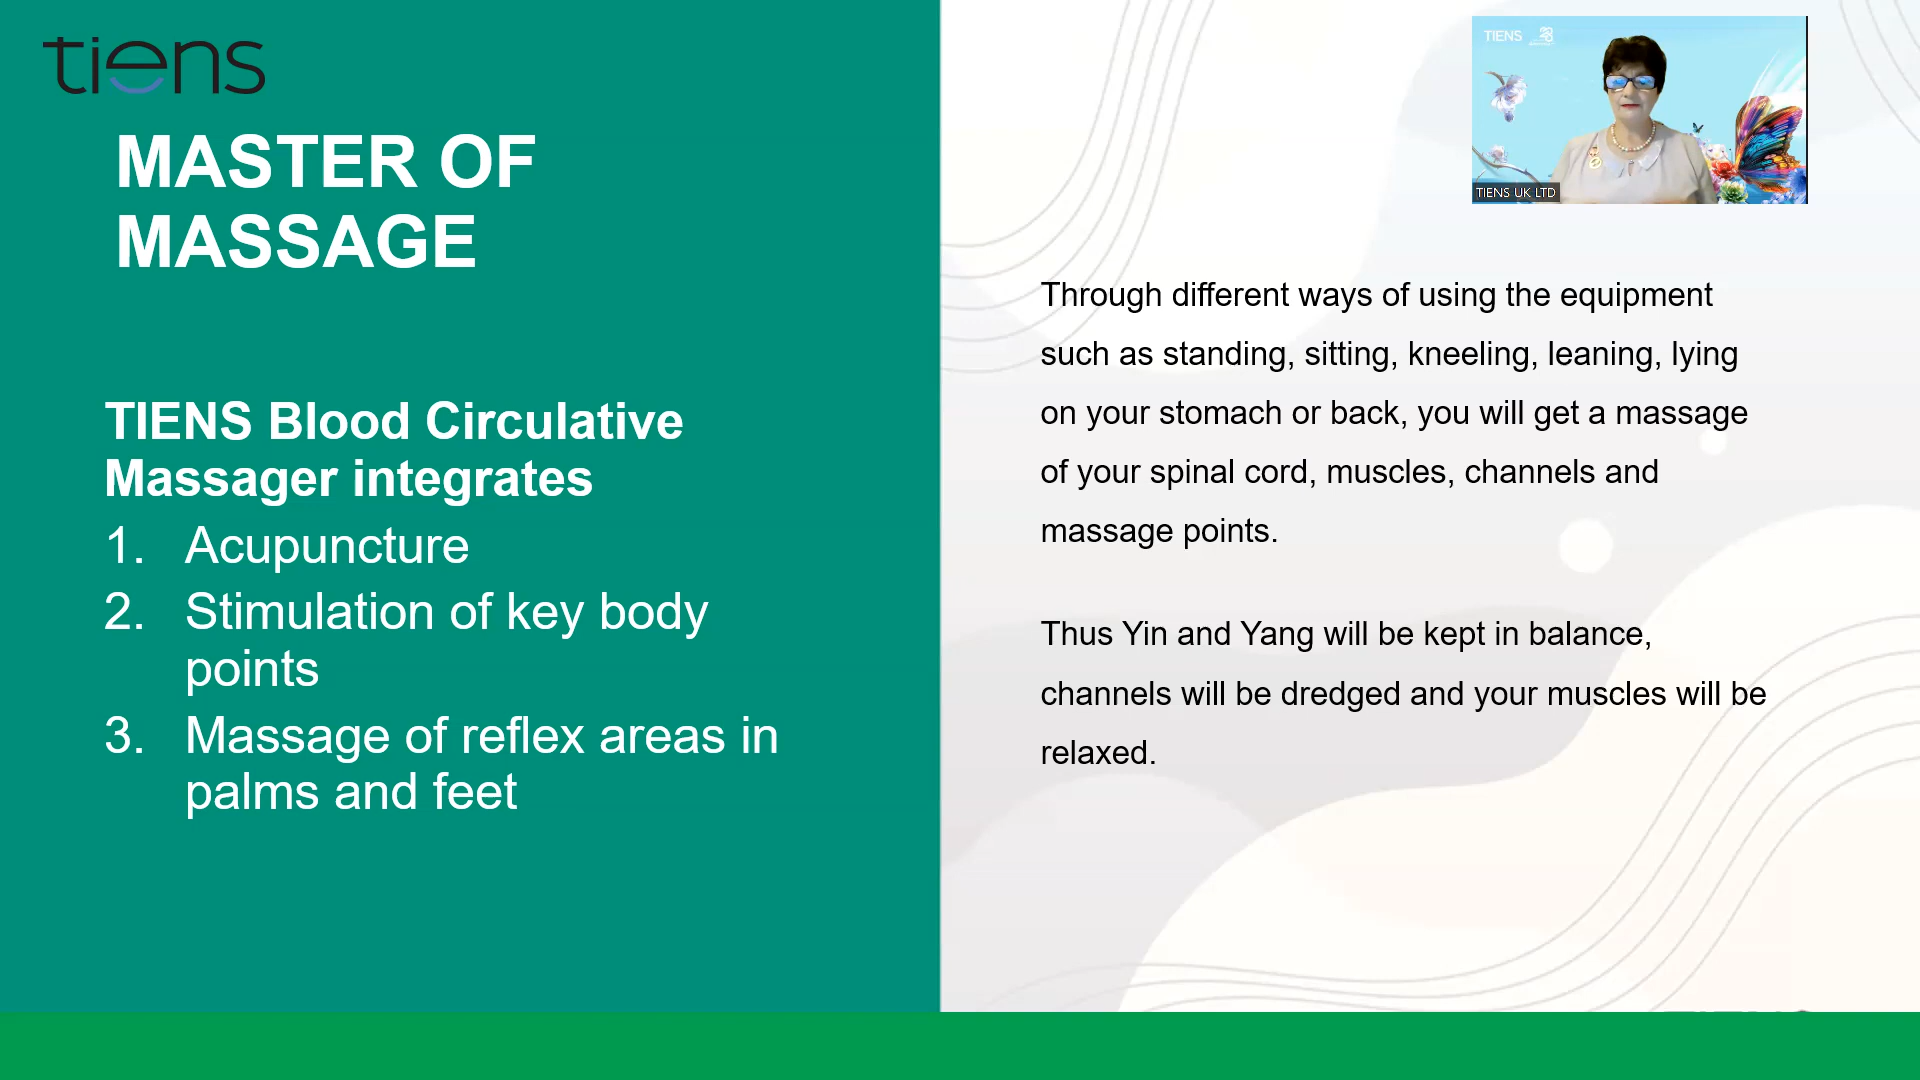 tiens
MASTER OF
MASSAGE
TIENS Blood Circulative
Massager integrates
1. Acupuncture
2. Stimulation of key body
points
3. Massage of reflex areas in
palms and feet
TIENS
TIENS UK LTD
Through different ways of using the equipment
such as standing, sitting, kneeling, leaning, lying
on your stomach or back, you will get a massage
of your spinal cord, muscles, channels and
massage points.
Thus Yin and Yang will be kept in balance,
channels will be dredged and your muscles will be
relaxed.